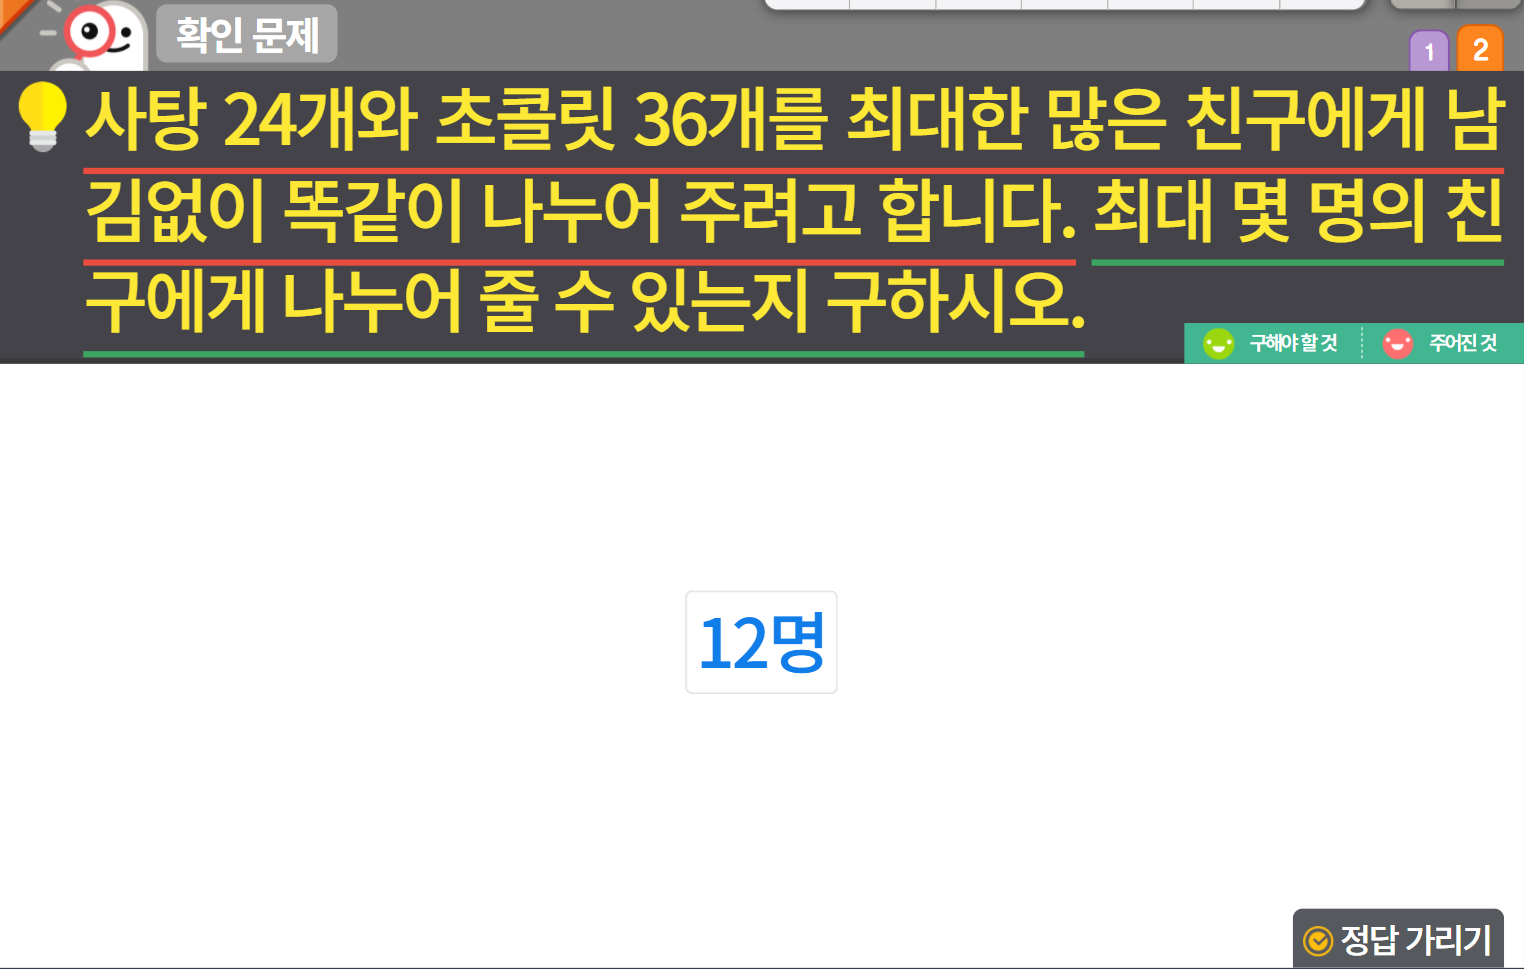 확인 문제
1 2
사탕 24개와 초콜릿 36개를 최대한 많은 친구에게 남
김없이 똑같이 나누어 주려고 합니다. 최대 몇 명의 친
구에게 나누어 줄 수 있는지 구하시오.
구해야 할 것 주어진 것
12명
정답 가리기